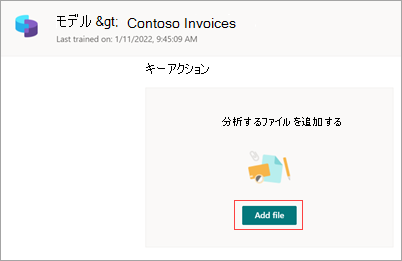 モデル &gt; Contoso Invoices
Last trained on: 1/11/2022, 9:45:09 AM
キーアクション
分析するファイルを追加する
Add file